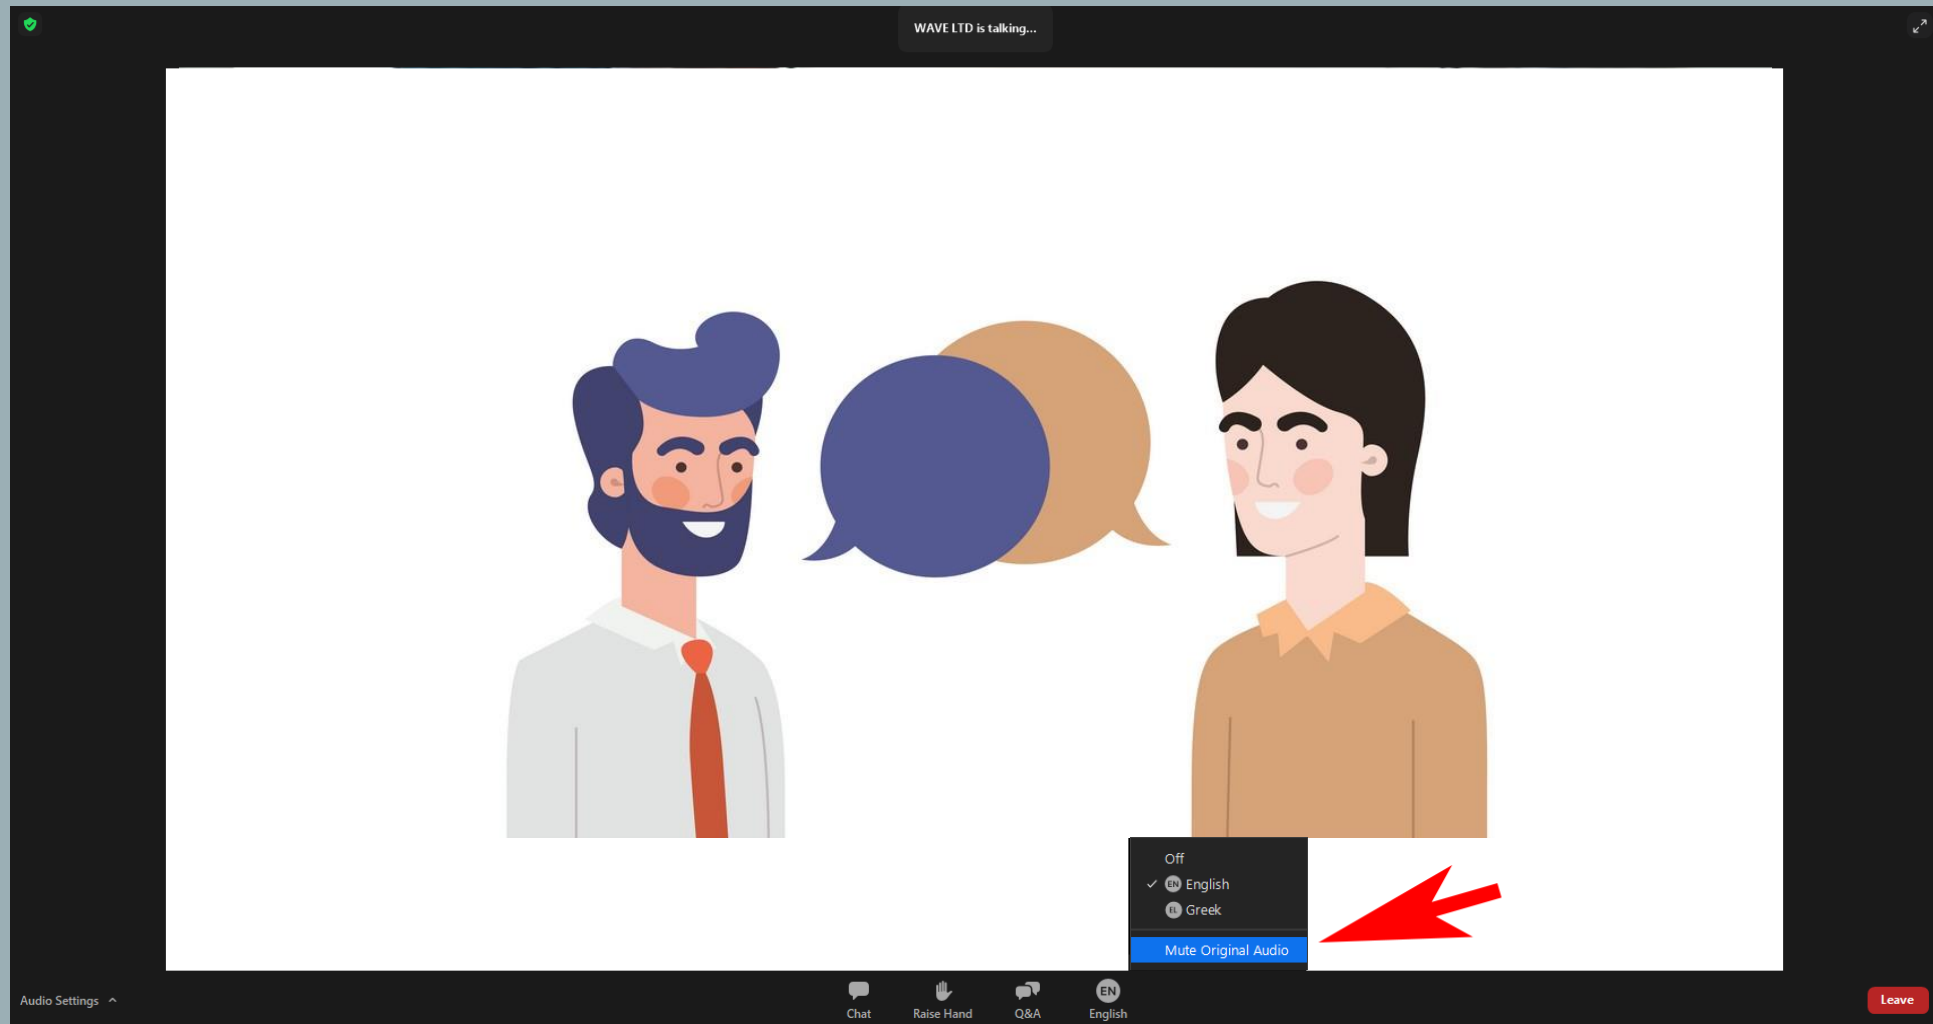 WAVE LTD is talking...
Off
EN English
EL Greek
Mute Original Audio
Audio Settings
Chat
Raise Hand
Q&A
EN
English
Leave